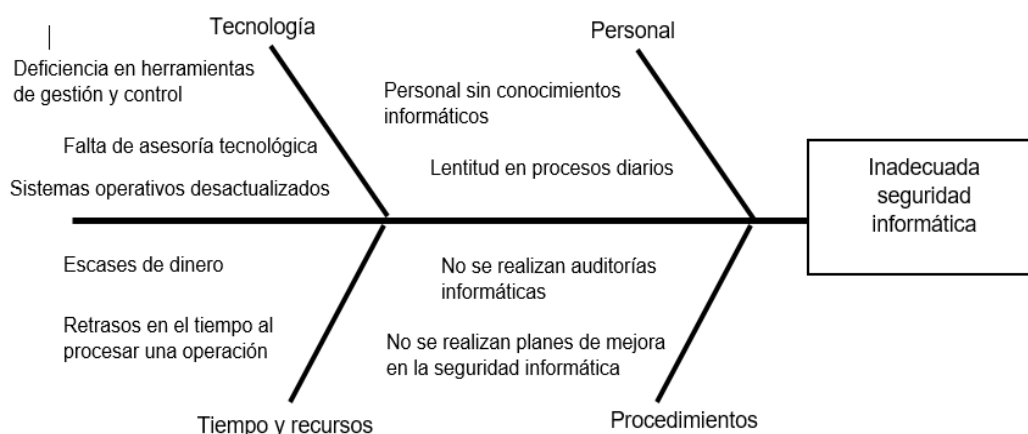 Tecnología
Personal
Deficiencia en herramientas
de gestión y control
Personal sin conocimientos
informáticos
Falta de asesoría tecnológica
Lentitud en procesos diarios
Sistemas operativos desactualizados
Inadecuada
seguridad
informática
Escases de dinero
No se realizan auditorías
informáticas
Retrasos en el tiempo al
procesar una operación
No se realizan planes de mejora
en la seguridad informática
Tiempo y recursos
Procedimientos